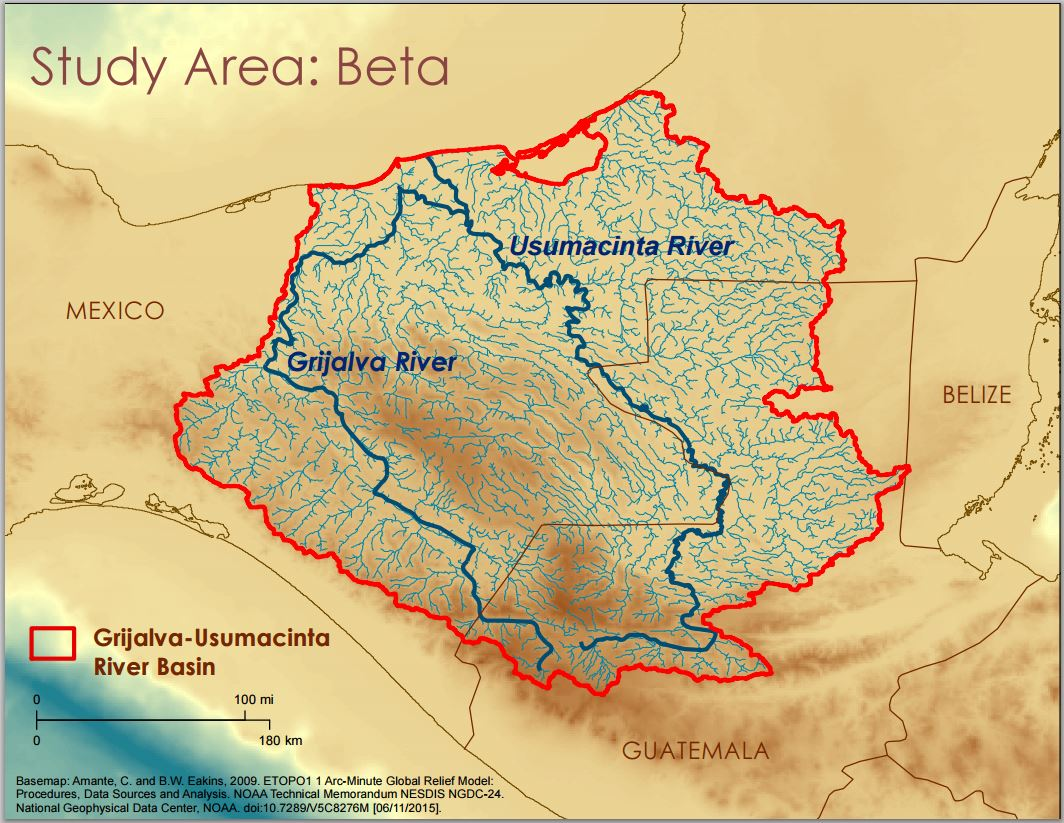 Study Area: Beta
Usumacinta River
MEXICO
Grijalva River
BELIZE
Grijalva-Usumacinta
River Basin
0 100 mi
0 180 km
GUATEMALA
Basemap: Amante, C. and B.W. Eakins, 2009. ETOPO1 1 Arc-Minute Global Relief Model:
Procedures, Data Sources and Analysis. NOAA Technical Memorandum NESDIS NGDC-24.
National Geophysical Data Center, NOAA. doi:10.7289/V5C8276M [06/11/2015].